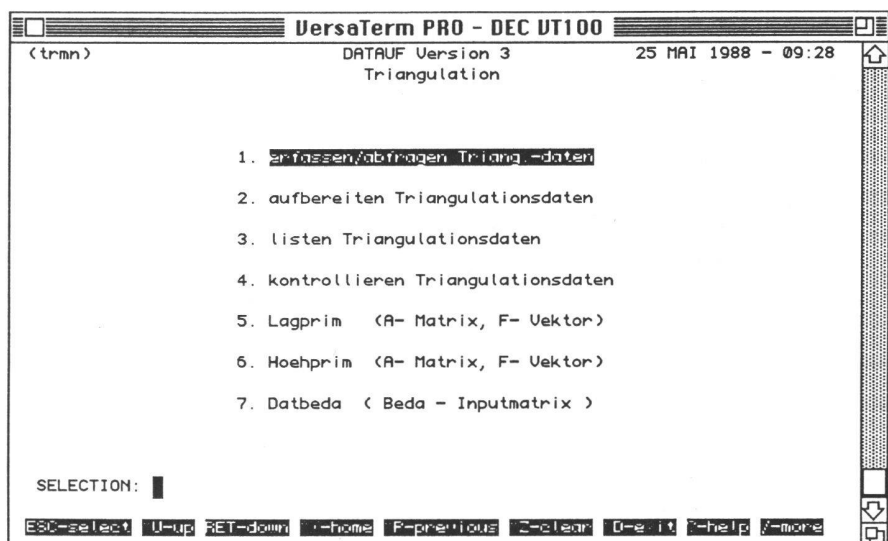 VersaTerm PRO - DEC VT100
(trmn) DATAUF Version 3 25 MAI 1988 - 09:28
Triangulation
1. erfassen/abfragen Triang.-daten
2. aufbereiten Triangulationsdaten
3. listen Triangulationsdaten
4. kontrollieren Triangulationsdaten
5. Lagprim (A- Matrix, F- Vektor)
6. Hoehprim (A- Matrix, F- Vektor)
7. Datbeda ( Beda - Inputmatrix )
SELECTION:
ESC-select U-up RET-down -home P-previous Z-clear D-exit ?-help /-more